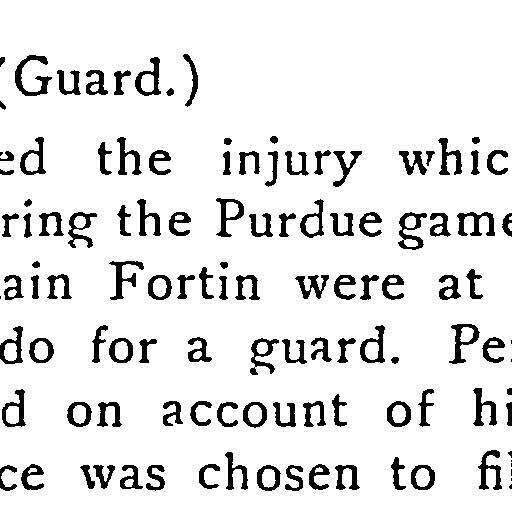 (Guard.)
ed the injury whic
ring the Purdue game
ain Fortin were at
do for a guard. Pe
d on account of hi
ce was chosen to fil